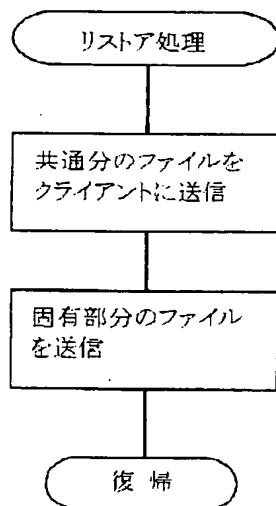 リストア処理
共通分のファイルを
クライアントに送信
固有部分のファイル
を送信
復 帰